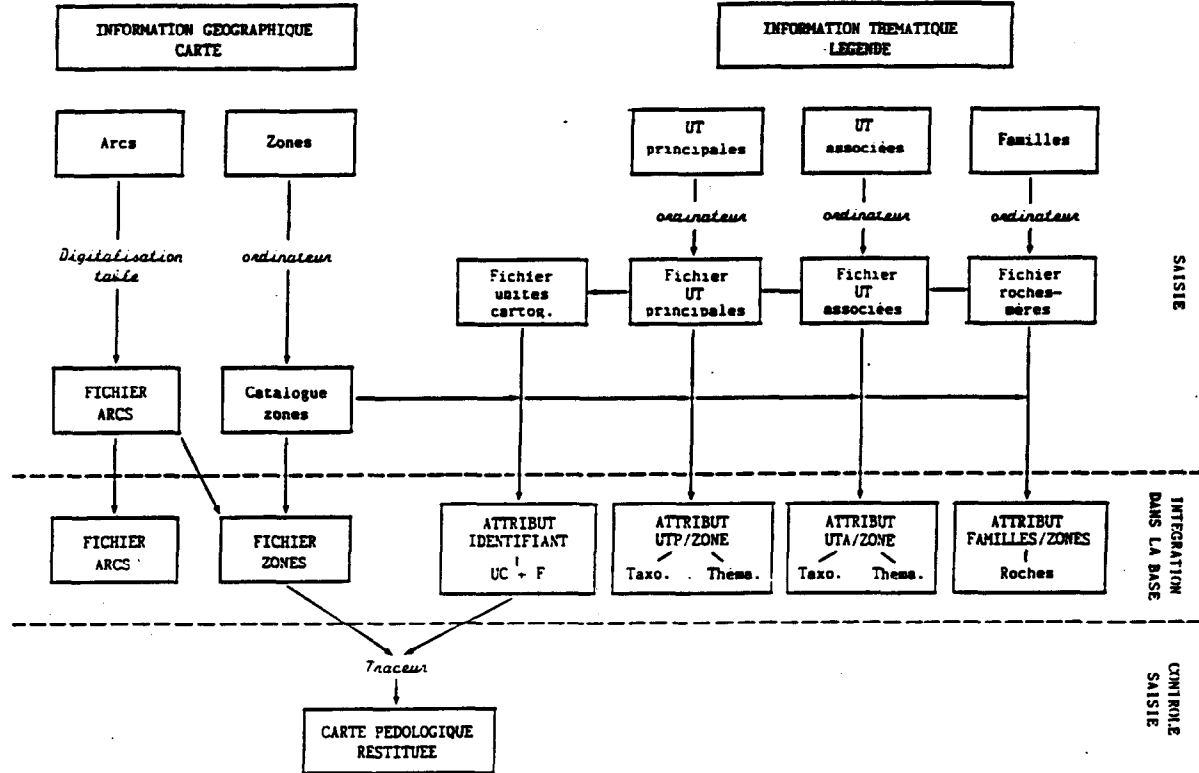 INFORMATION GEOGRAPHIQUE
CARTE
INFORMATION THEMATIQUE
LEGENDE
Arcs
Zones
UT
principales
UT
associées
Familles
Digitalisation
table
ordinateur
ordinateur
ordinateur
ordinateur
Fichier
unites
cartog.
Fichier
UT
principales
Fichier
UT
associées
Fichier
roches-
mères
SAISIE
FICHIER
ARCS
Catalogue
zones
FICHIER
ARCS
FICHIER
ZONES
ATTRIBUT
IDENTIFIANT
UC + F
ATTRIBUT
UTP/ZONE
Taxo. Thema.
ATTRIBUT
UTA/ZONE
Taxo. Thema.
ATTRIBUT
FAMILLES/ZONES
Roches
INTEGRATION
DANS LA BASE
Traceur
CARTE PEDOLOGIQUE
RESTITUEE
CONTROLE
SAISIE